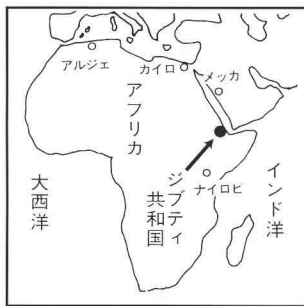 アルジェ
カイロ
メッカ
アフリカ
ジブティ
共和国
ナイロビ
大西洋
インド洋